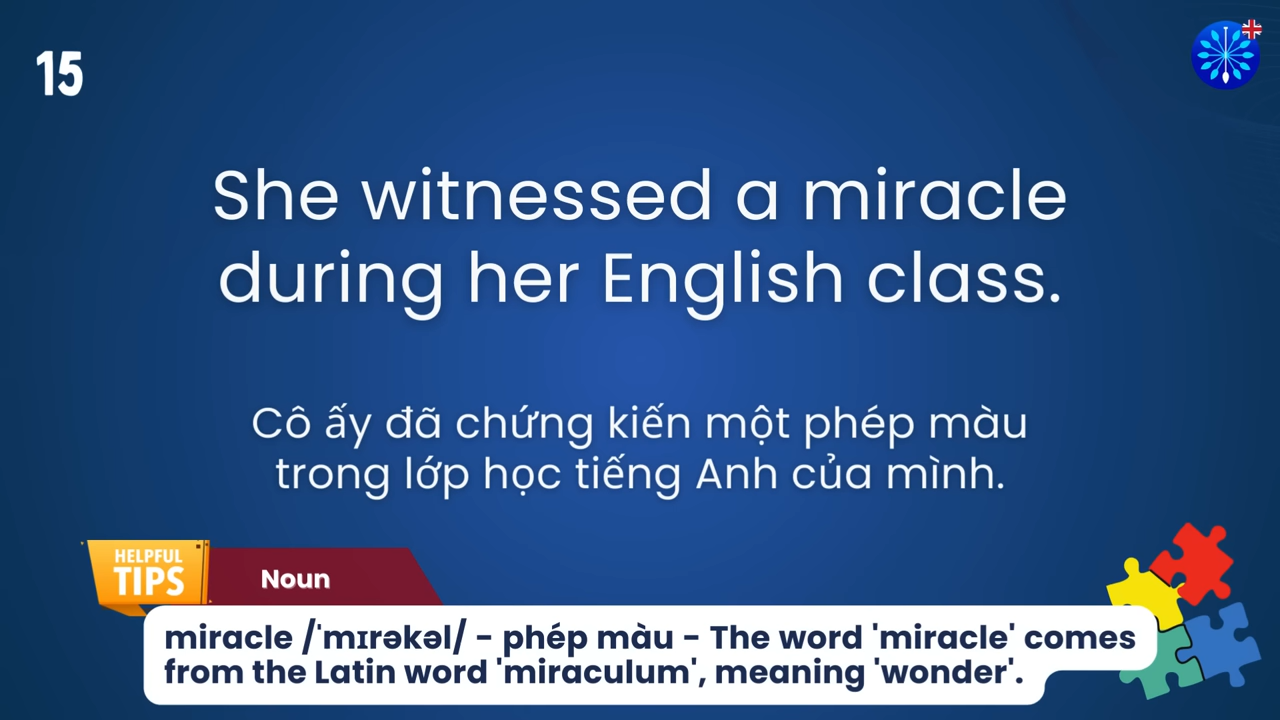 15
She witnessed a miracle
during her English class.
Cô ấy đã chứng kiến một phép màu
trong lớp học tiếng Anh của mình.
HELPFUL
TIPS
Noun
miracle /ˈmɪrəkəl/ - phép màu - The word 'miracle' comes
from the Latin word 'miraculum', meaning 'wonder'.